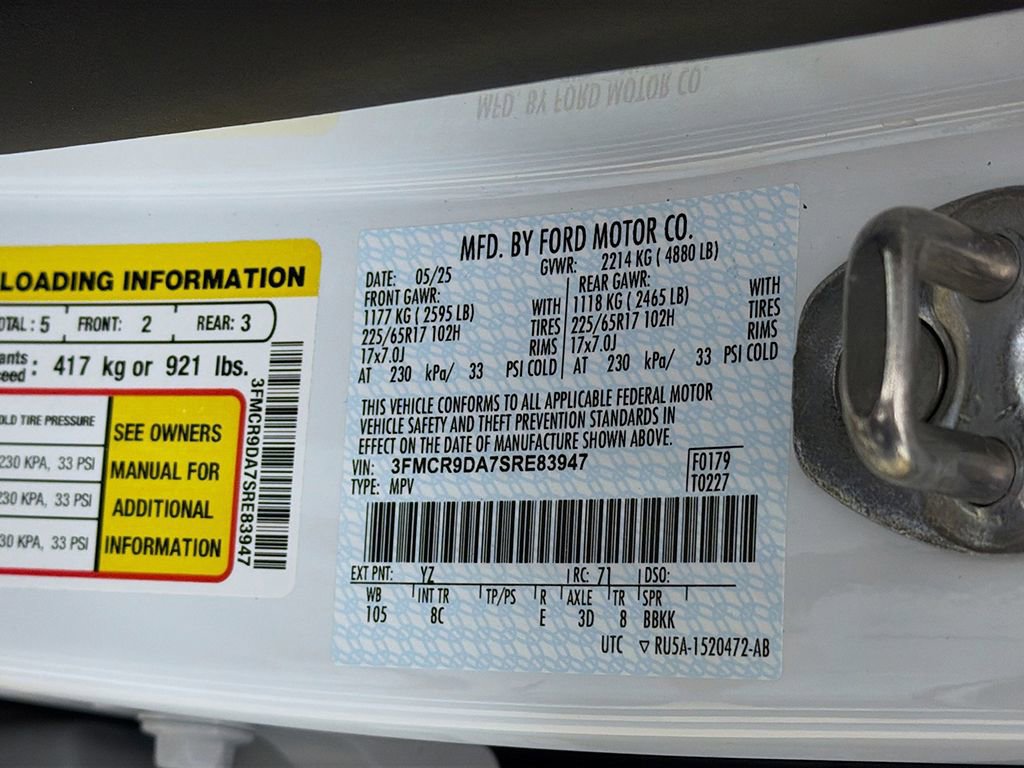 MFD. BY FORD MOTOR CO.
LOADING INFORMATION
OTAL : 5 FRONT: 2 REAR: 3
ants
eed : 417 kg or 921 lbs.
OLD TIRE PRESSURE
230 KPA, 33 PSI
230 KPA, 33 PSI
30 KPA, 33 PSI
SEE OWNERS
MANUAL FOR
ADDITIONAL
INFORMATION
3FMCR9DA7SRE83947
MFD. BY FORD MOTOR CO.
DATE: 05/25 GVWR: 2214 KG ( 4880 LB)
FRONT GAWR: REAR GAWR:
1177 KG ( 2595 LB) WITH 1118 KG ( 2465 LB) WITH
225/65R17 102H TIRES 225/65R17 102H TIRES
17x7.0J RIMS 17x7.0J RIMS
AT 230 kPa/ 33 PSI COLD AT 230 kPa/ 33 PSI COLD
THIS VEHICLE CONFORMS TO ALL APPLICABLE FEDERAL MOTOR
VEHICLE SAFETY AND THEFT PREVENTION STANDARDS IN
EFFECT ON THE DATE OF MANUFACTURE SHOWN ABOVE.
VIN: 3FMCR9DA7SRE83947 F0179
TYPE: MPV T0227
EXT PNT: YZ RC: 71 DSO:
WB INT TR TP/PS R AXLE TR SPR
105 8C E 3D 8 BBKK
UTC ▽ RU5A-1520472-AB